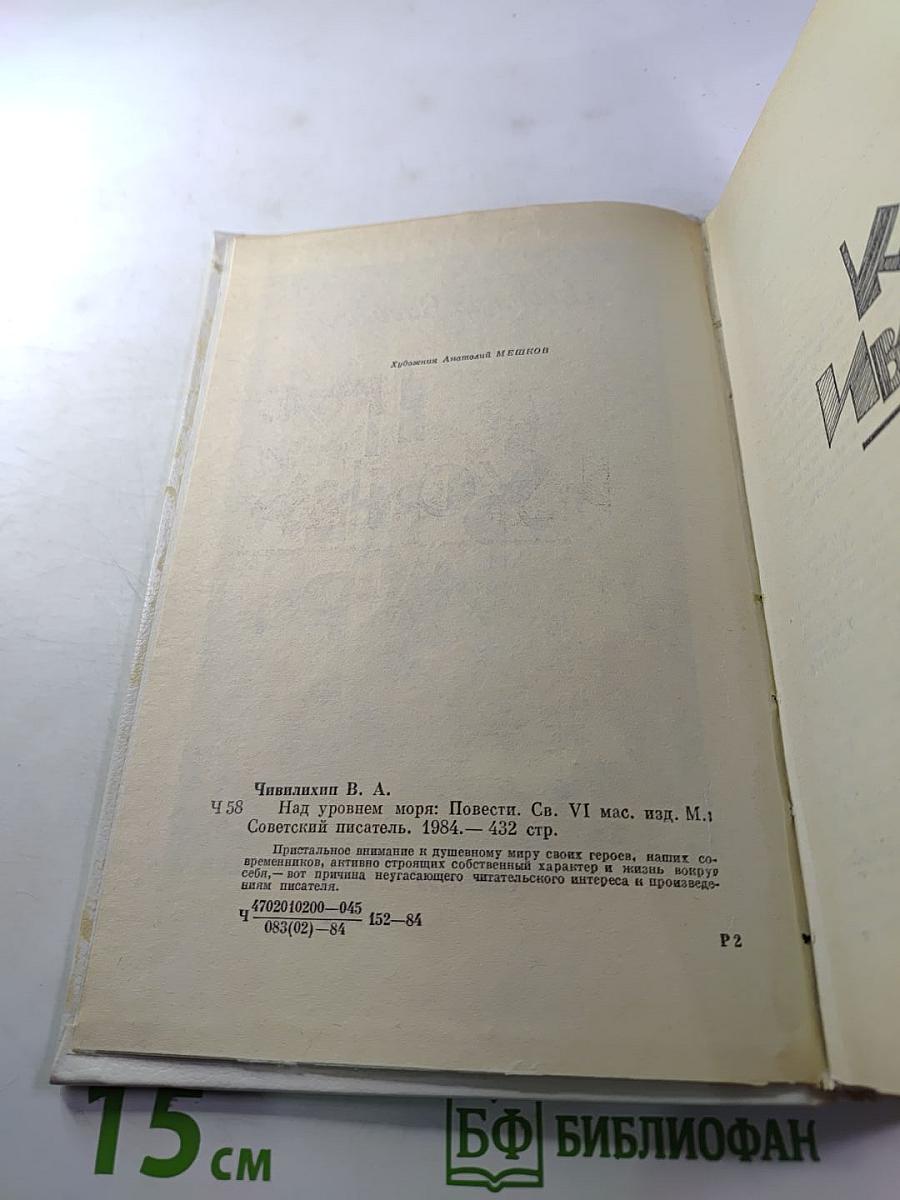 Художник Анатолий МЕШКОВ
Чивилихин В. А.
Ч 58 Над уровнем моря: Повести. Св. VI мас. изд. М.:
Советский писатель. 1984.— 432 стр.
Пристальное внимание к душевному миру своих героев, наших со-
временников, активно строящих собственный характер и жизнь вокруг
себя,— вот причина неугасающего читательского интереса к произведе-
ниям писателя.
Ч 4702010200—045 152—84
083(02)—84
Р 2
15 см
БФ БИБЛИОФАН